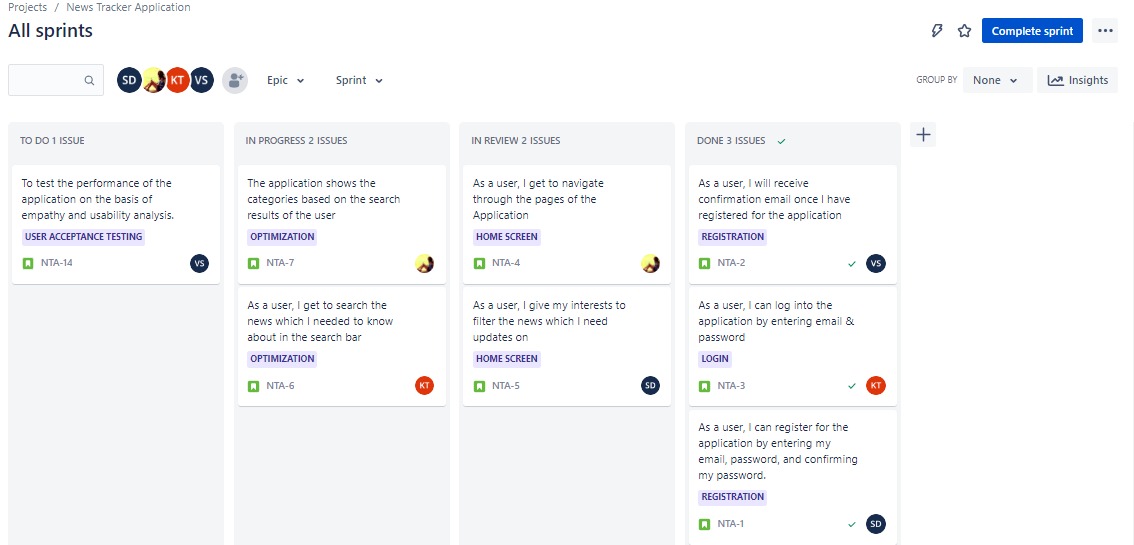 Projects / News Tracker Application
All sprints
Complete sprint
SD KT VS
Epic
Sprint
GROUP BY
None
Insights
TO DO 1 ISSUE
To test the performance of the
application on the basis of
empathy and usability analysis.
USER ACCEPTANCE TESTING
NTA-14
VS
IN PROGRESS 2 ISSUES
The application shows the
categories based on the search
results of the user
OPTIMIZATION
NTA-7
As a user, I get to search the
news which I needed to know
about in the search bar
OPTIMIZATION
NTA-6
KT
IN REVIEW 2 ISSUES
As a user, I get to navigate
through the pages of the
Application
HOME SCREEN
NTA-4
As a user, I give my interests to
filter the news which I need
updates on
HOME SCREEN
NTA-5
SD
DONE 3 ISSUES
As a user, I will receive
confirmation email once I have
registered for the application
REGISTRATION
NTA-2
VS
As a user, I can log into the
application by entering email &
password
LOGIN
NTA-3
KT
As a user, I can register for the
application by entering my
email, password, and confirming
my password.
REGISTRATION
NTA-1
SD